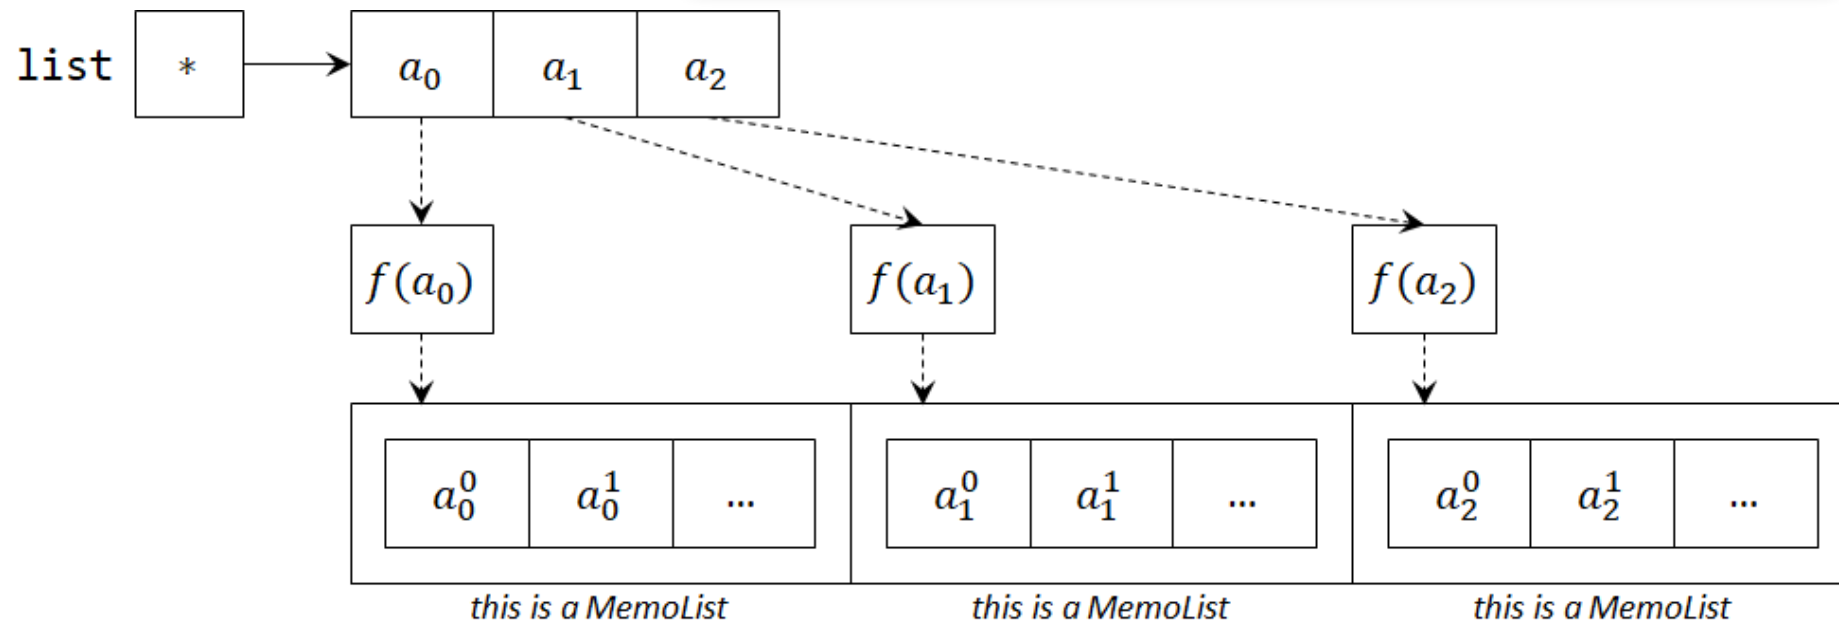 list * a₀ a₁ a₂
f(a₀) f(a₁) f(a₂)
a₀⁰ a₀¹ ... a₁⁰ a₁¹ ... a₂⁰ a₂¹ ...
this is a MemoList this is a MemoList this is a MemoList